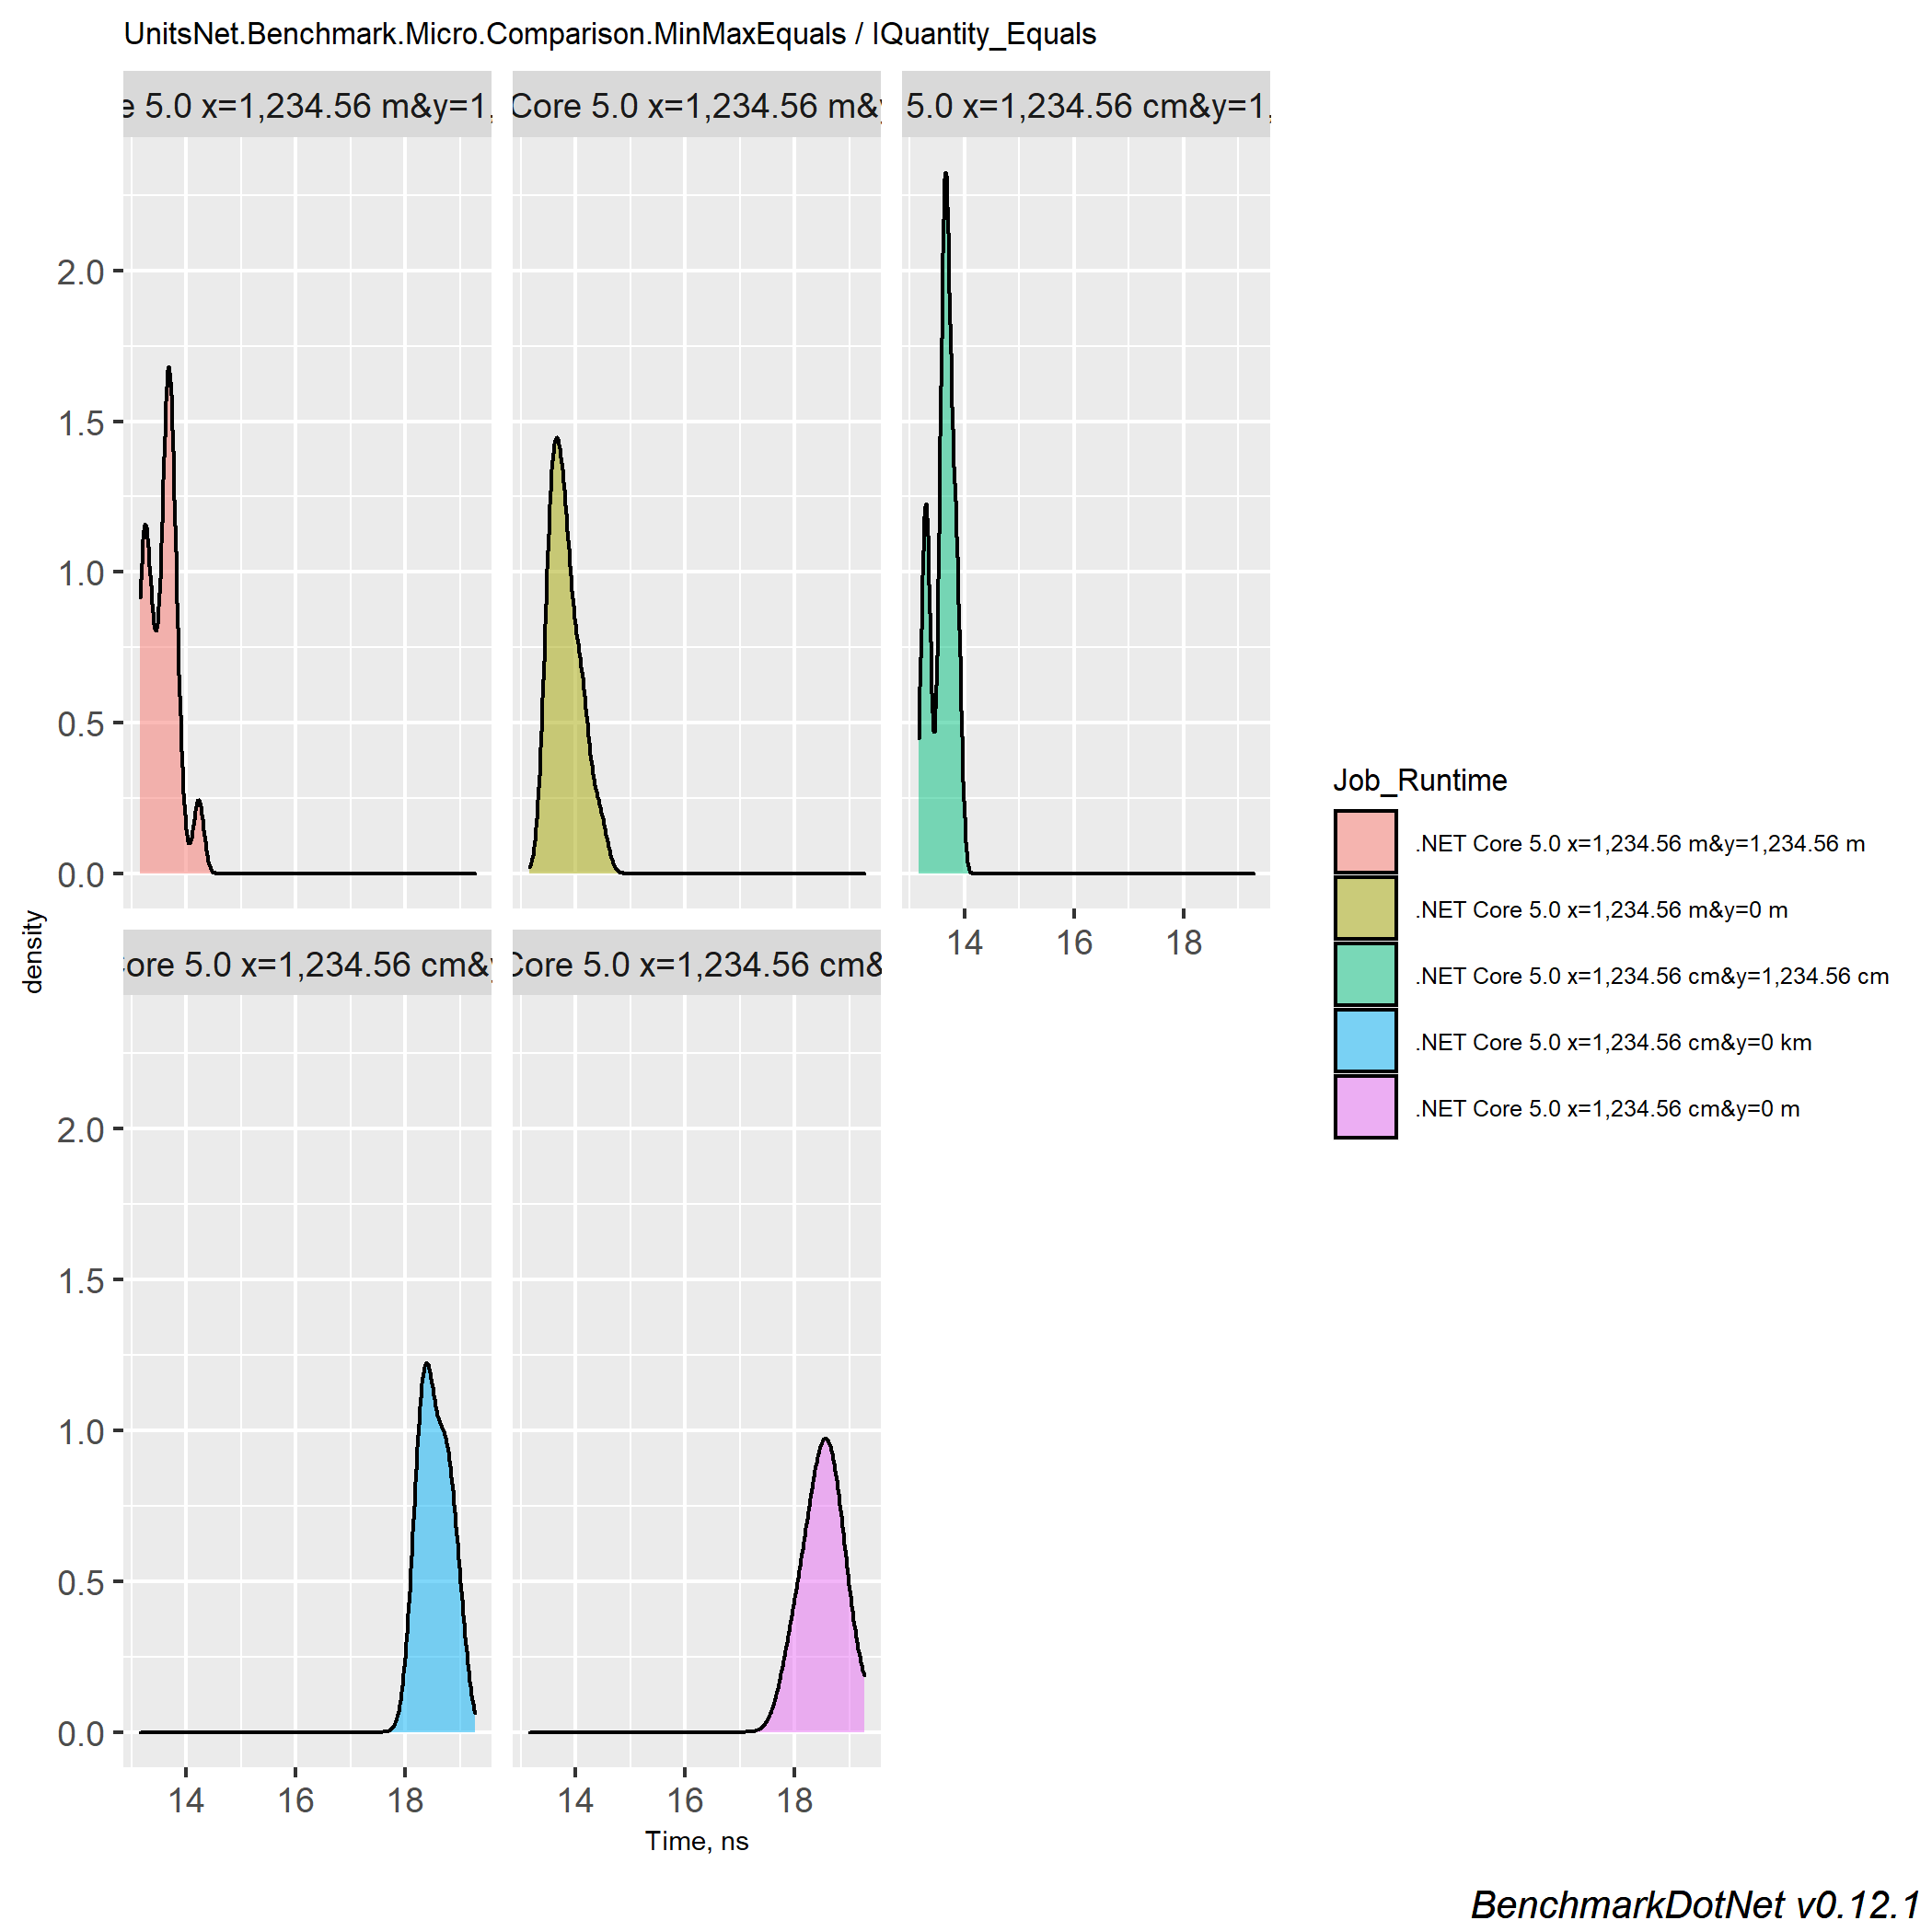 UnitsNet.Benchmark.Micro.Comparison.MinMaxEquals / IQuantity_Equals
e 5.0 x=1,234.56 m&y=1,
Core 5.0 x=1,234.56 m&y
5.0 x=1,234.56 cm&y=1,
2.0
1.5
1.0
0.5
0.0
14 16 18
density
Core 5.0 x=1,234.56 cm&y
Core 5.0 x=1,234.56 cm&
2.0
1.5
1.0
0.5
0.0
14 16 18
14 16 18
Time, ns
Job_Runtime
.NET Core 5.0 x=1,234.56 m&y=1,234.56 m
.NET Core 5.0 x=1,234.56 m&y=0 m
.NET Core 5.0 x=1,234.56 cm&y=1,234.56 cm
.NET Core 5.0 x=1,234.56 cm&y=0 km
.NET Core 5.0 x=1,234.56 cm&y=0 m
BenchmarkDotNet v0.12.1